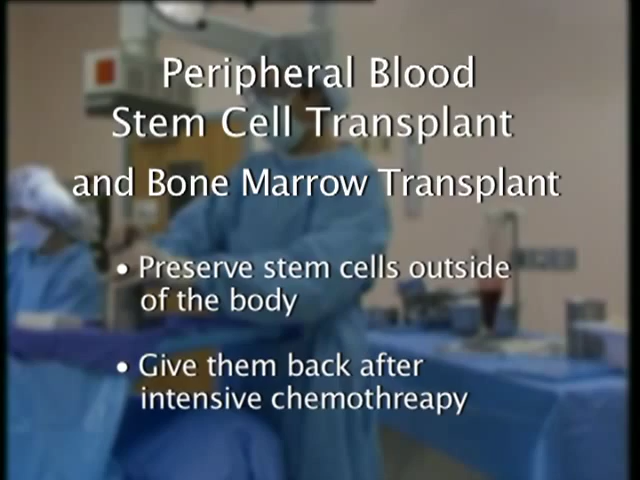 Peripheral Blood
Stem Cell Transplant
and Bone Marrow Transplant
• Preserve stem cells outside
of the body
• Give them back after
intensive chemothreapy